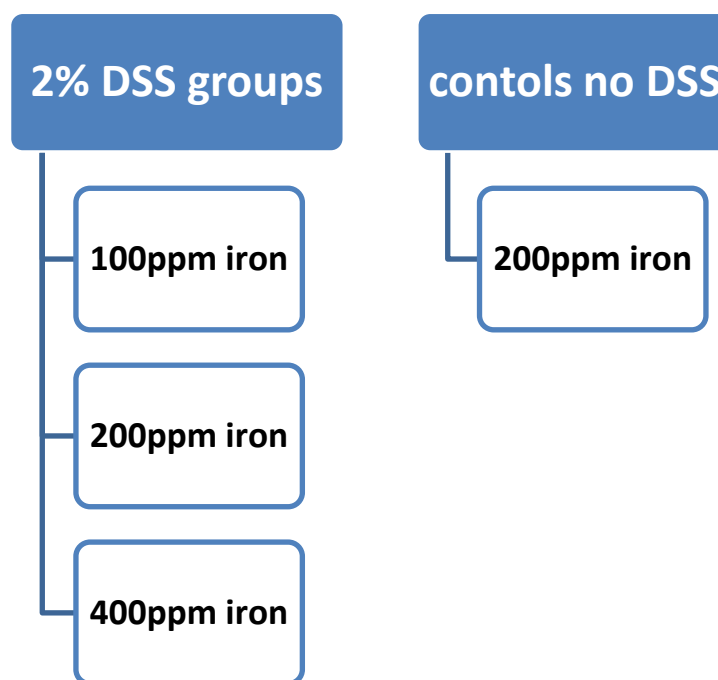 2% DSS groups
100ppm iron
200ppm iron
400ppm iron
contols no DSS
200ppm iron